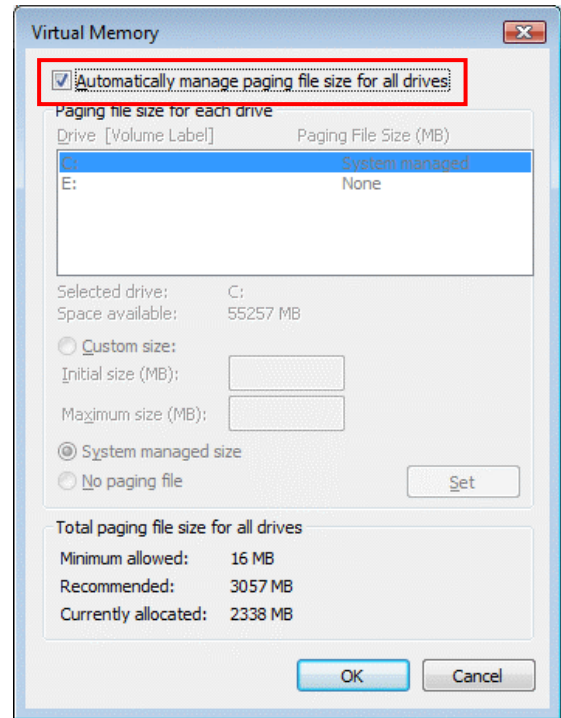 Virtual Memory
Automatically manage paging file size for all drives
Paging file size for each drive
Drive [Volume Label] Paging File Size (MB)
C: System managed
E: None
Selected drive: C:
Space available: 55257 MB
Custom size:
Initial size (MB):
Maximum size (MB):
System managed size
No paging file Set
Total paging file size for all drives
Minimum allowed: 16 MB
Recommended: 3057 MB
Currently allocated: 2338 MB
OK Cancel